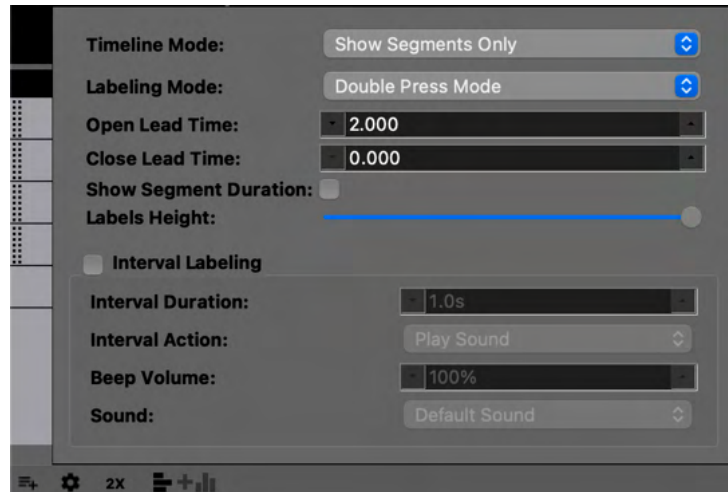 Timeline Mode: Show Segments Only
Labeling Mode: Double Press Mode
Open Lead Time: 2.000
Close Lead Time: 0.000
Show Segment Duration:
Labels Height:
Interval Labeling
Interval Duration: 1.0s
Interval Action: Play Sound
Beep Volume: 100%
Sound: Default Sound
2X